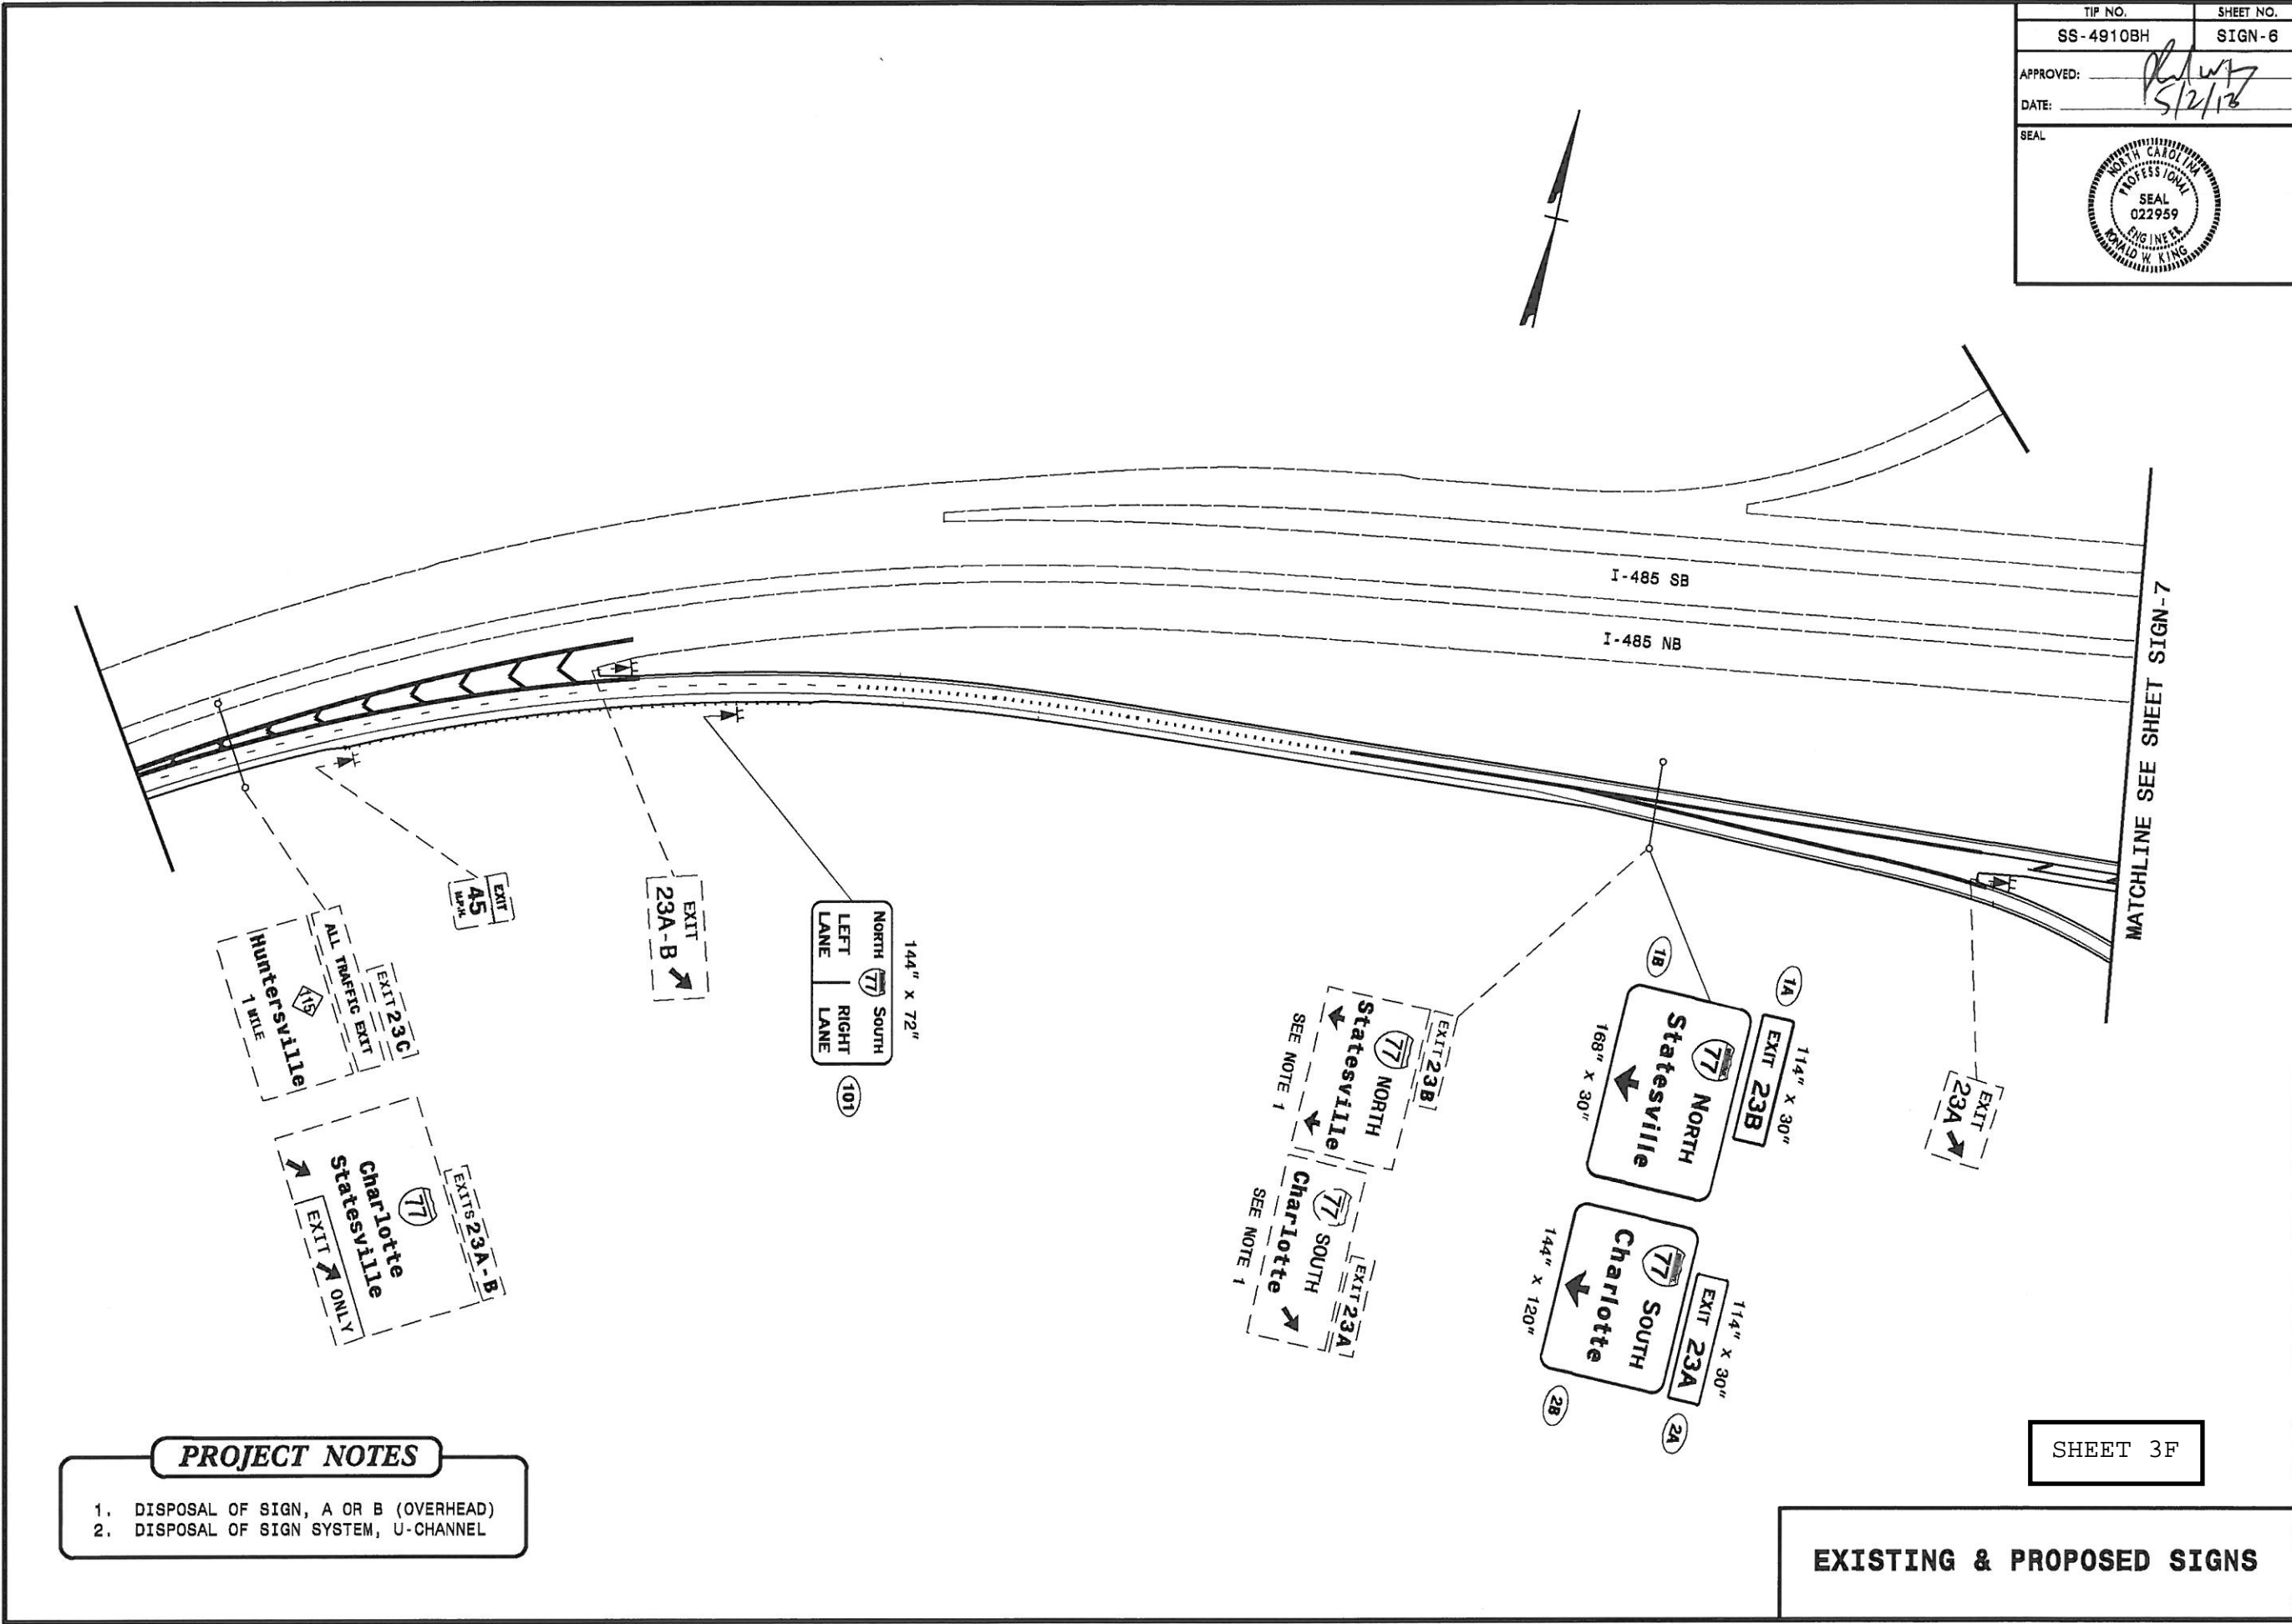 TIP NO.
SHEET NO.
SS-4910BH
SIGN-6
APPROVED:
DATE: 5/2/18
SEAL
NORTH CAROLINA
PROFESSIONAL
SEAL
022959
ENGINEER
RONALD W. KING
I-485 SB
I-485 NB
MATCHLINE SEE SHEET SIGN-7
EXIT 23C
ALL TRAFFIC EXIT
115
Huntersville
1 MILE
EXITS 23A-B
77
Charlotte
Statesville
EXIT ONLY
EXIT
45
M.P.H.
EXIT
23A-B
144" X 72"
NORTH 77 SOUTH
LEFT RIGHT
LANE LANE
101
EXIT 23B
77 NORTH
Statesville
SEE NOTE 1
EXIT 23A
77 SOUTH
Charlotte
SEE NOTE 1
1A
114" X 30"
EXIT 23B
1B
77 NORTH
Statesville
168" X 30"
114" X 30"
EXIT 23A
2A
77 SOUTH
Charlotte
144" X 120"
2B
EXIT
23A
PROJECT NOTES
1. DISPOSAL OF SIGN, A OR B (OVERHEAD)
2. DISPOSAL OF SIGN SYSTEM, U-CHANNEL
SHEET 3F
EXISTING & PROPOSED SIGNS